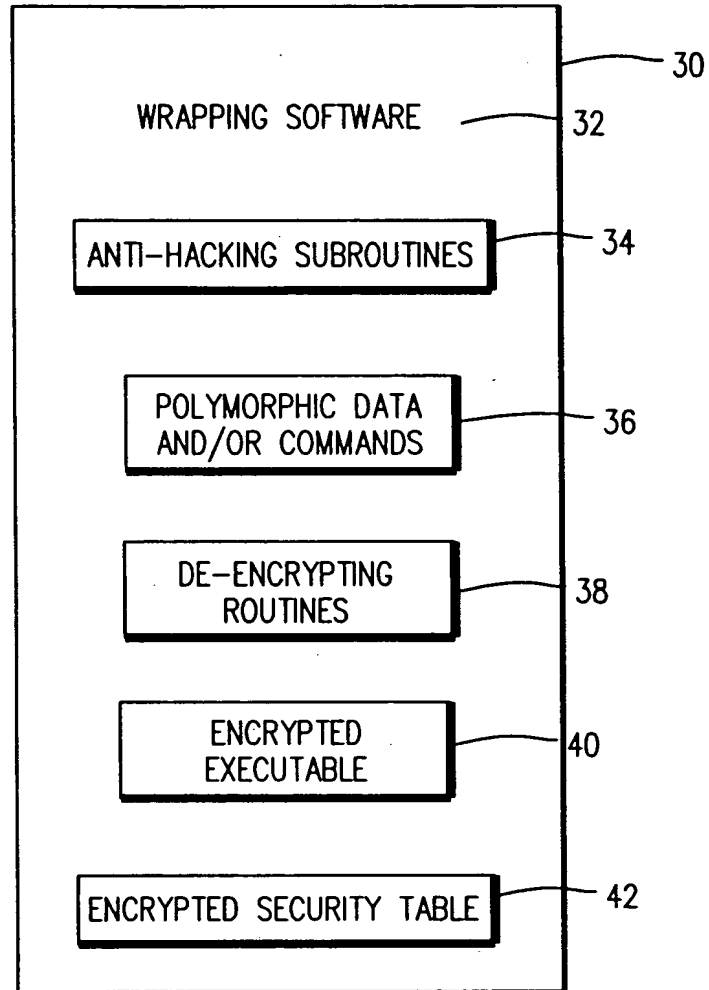 30
WRAPPING SOFTWARE 32
ANTI-HACKING SUBROUTINES 34
POLYMORPHIC DATA
AND/OR COMMANDS
36
DE-ENCRYPTING
ROUTINES
38
ENCRYPTED
EXECUTABLE
40
ENCRYPTED SECURITY TABLE 42